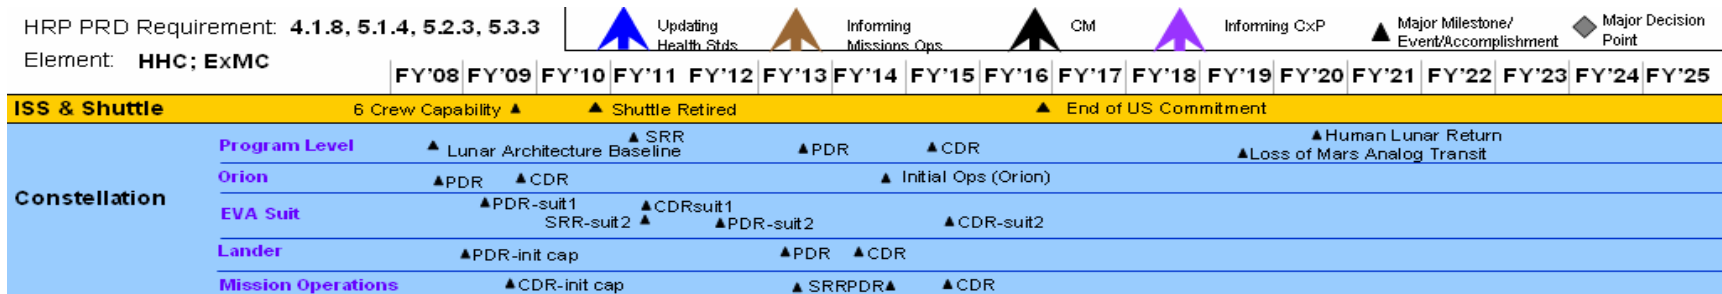 HRP PRD Requirement: 4.1.8, 5.1.4, 5.2.3, 5.3.3
Element: HHC; ExMC
Updating
Health Stds
Informing
Missions Ops
CM
Informing CxP
Major Milestone/
Event/Accomplishment
Major Decision
Point
FY'08 FY'09 FY'10 FY'11 FY'12 FY'13 FY'14 FY'15 FY'16 FY'17 FY'18 FY'19 FY'20 FY'21 FY'22 FY'23 FY'24 FY'25
ISS & Shuttle 6 Crew Capability Shuttle Retired End of US Commitment
Constellation
Program Level Lunar Architecture Baseline SRR PDR CDR Human Lunar Return
Loss of Mars Analog Transit
Orion PDR CDR Initial Ops (Orion)
EVA Suit PDR-suit1 CDRsuit1
SRR-suit2 PDR-suit2 CDR-suit2
Lander PDR-init cap PDR CDR
Mission Operations CDR-init cap SRR PDR CDR